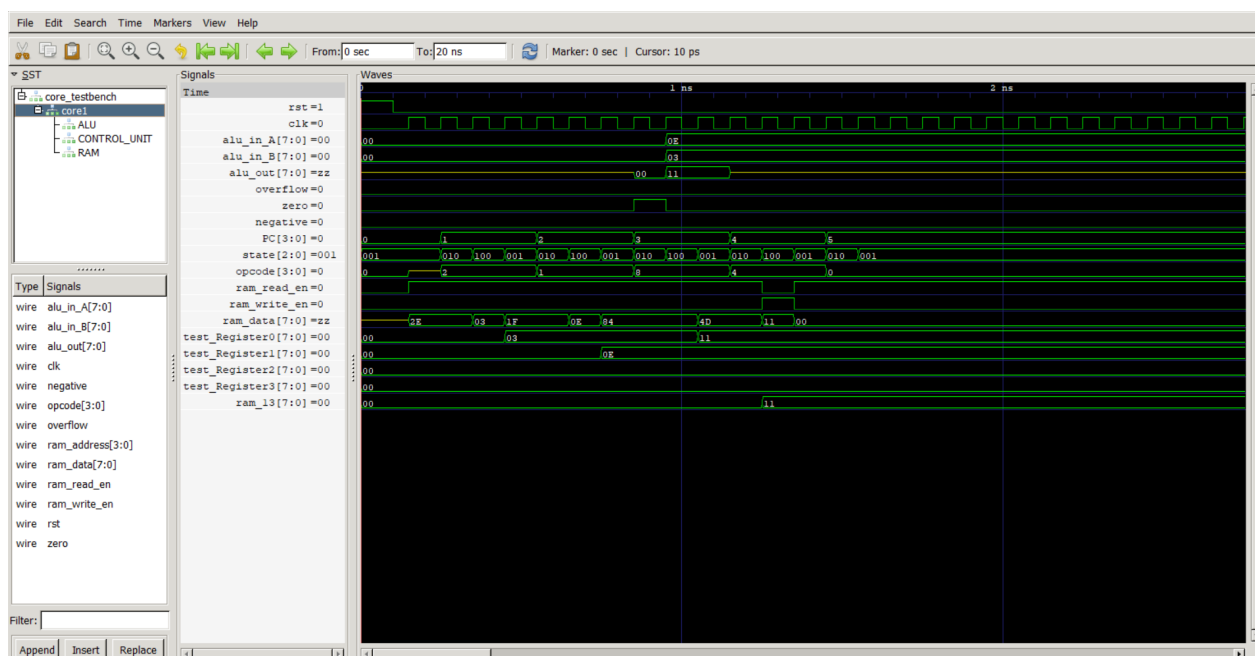 File Edit Search Time Markers View Help
From: 0 sec To: 20 ns Marker: 0 sec | Cursor: 10 ps
SST
core_testbench
core1
ALU
CONTROL_UNIT
RAM
Type Signals
wire alu_in_A[7:0]
wire alu_in_B[7:0]
wire alu_out[7:0]
wire clk
wire negative
wire opcode[3:0]
wire overflow
wire ram_address[3:0]
wire ram_data[7:0]
wire ram_read_en
wire ram_write_en
wire rst
wire zero
Filter:
Append Insert Replace
Signals
Time
rst =1
clk =0
alu_in_A[7:0] =00
alu_in_B[7:0] =00
alu_out[7:0] =zz
overflow =0
zero =0
negative =0
PC[3:0] =0
state[2:0] =001
opcode[3:0] =0
ram_read_en =0
ram_write_en =0
ram_data[7:0] =zz
test_Register0[7:0] =00
test_Register1[7:0] =00
test_Register2[7:0] =00
test_Register3[7:0] =00
ram_13[7:0] =00
Waves
0 1 ns 2 ns
00 0E
00 03
00 11
0 1 2 3 4 5
001 010 100 001 010 100 001 010 100 001 010 100 001 010 001
0 2 1 8 4 0
2E 03 1F 0E 84 4D 11 00
00 03 11
00 0E
00
00
00 11